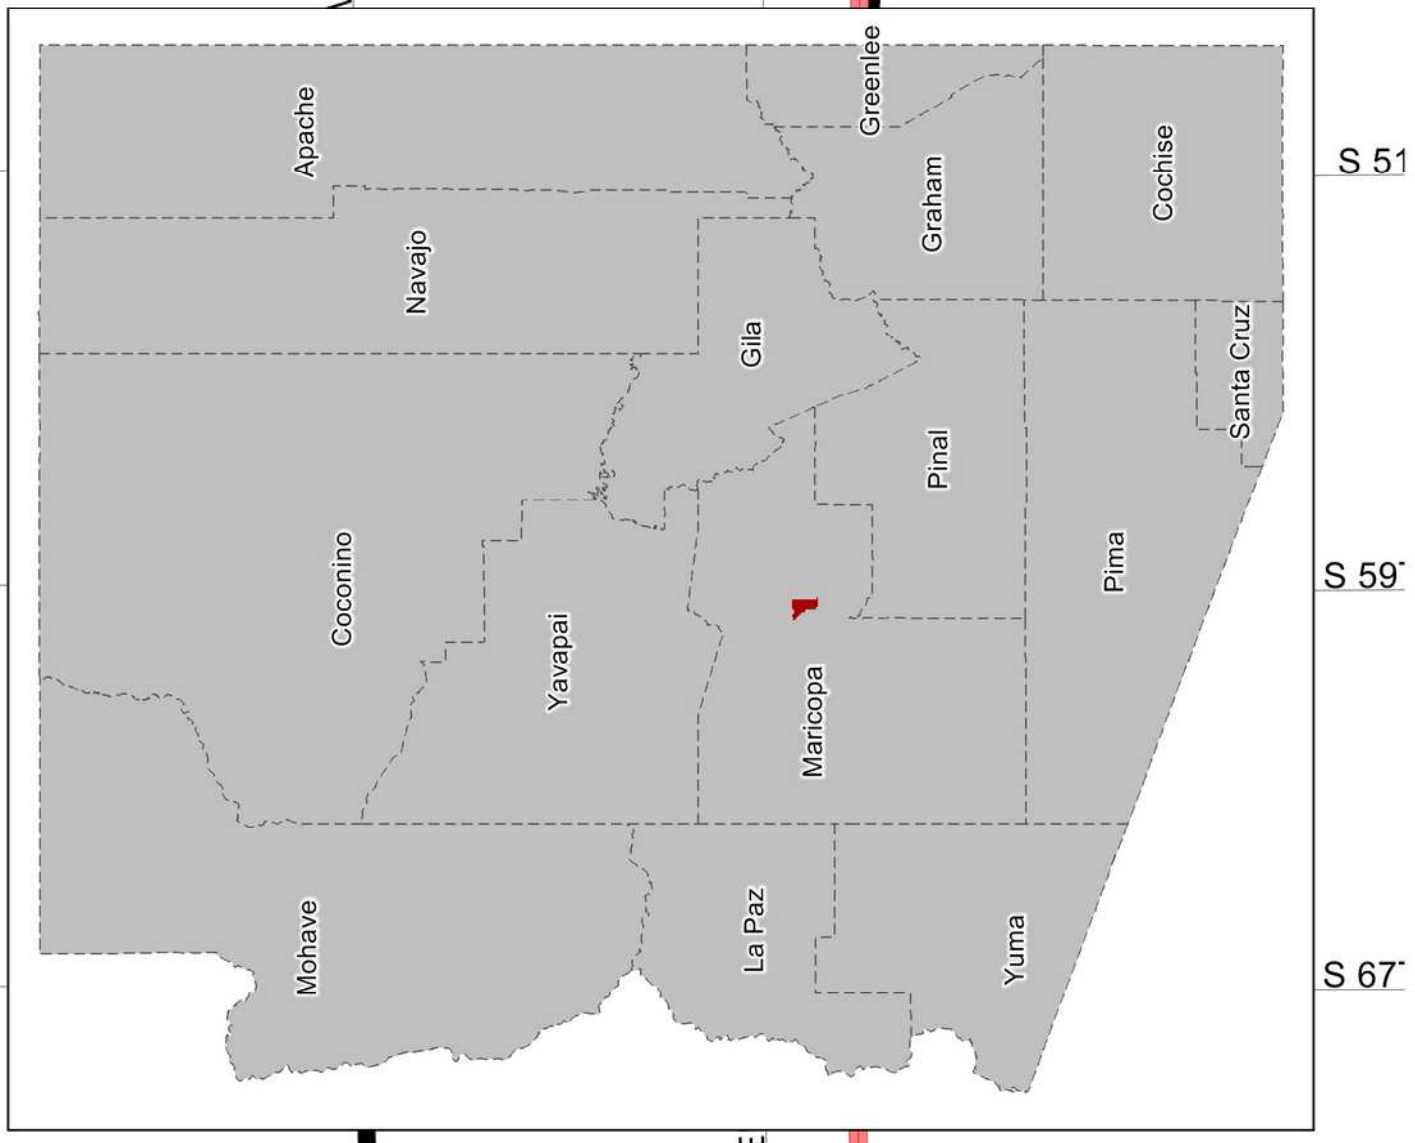 Greenlee
Apache
Cochise
Graham
Navajo
Gila
Santa Cruz
Pinal
Coconino
Pima
Yavapai
Maricopa
La Paz
Mohave
Yuma
S 51
S 59
S 67
E